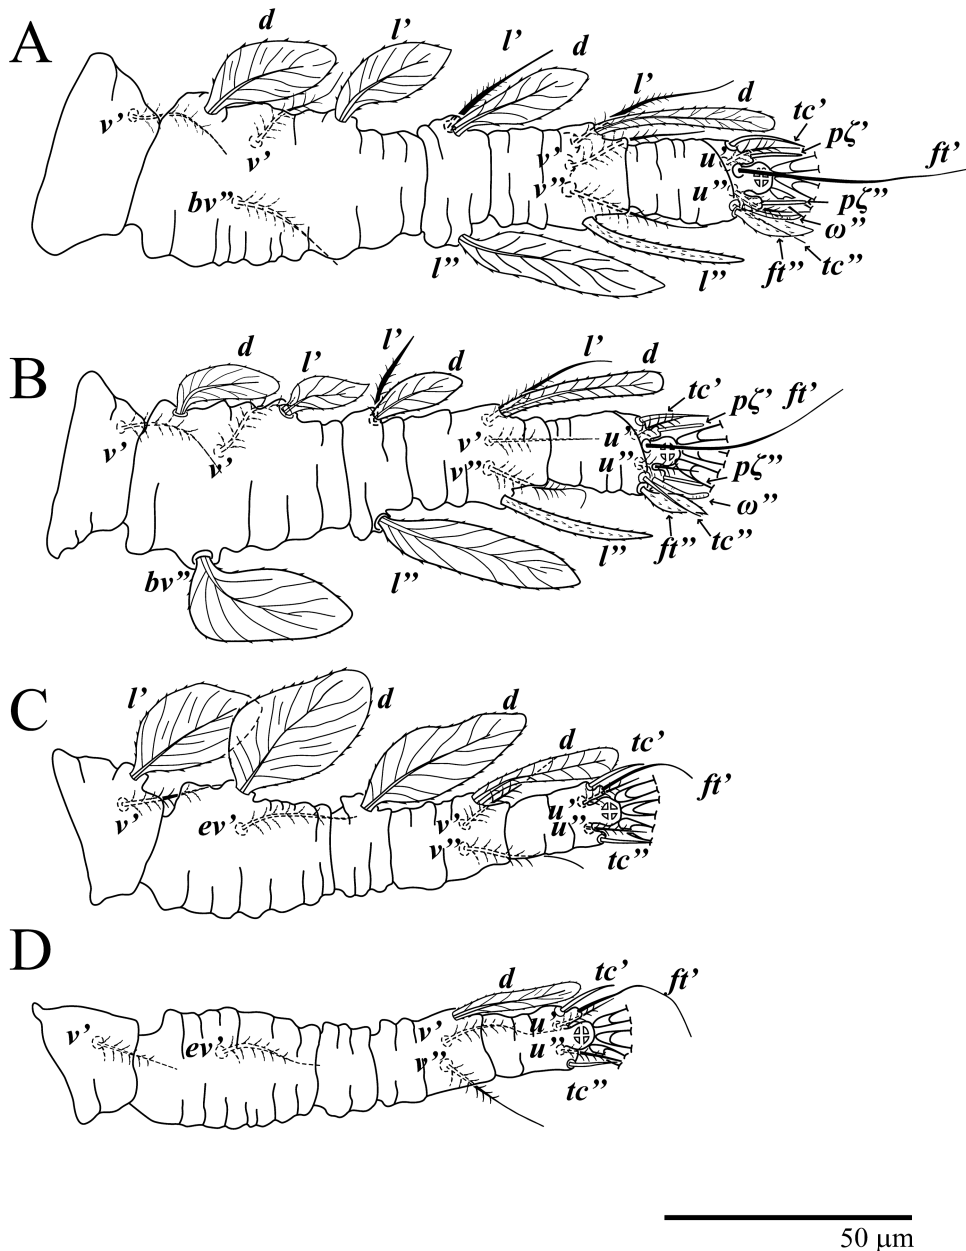 A
d
l’
l’
d
l’
d
tc’
pζ’
ft’
v’
v’
bv”
v’
v”
u’
u”
pζ”
ω”
tc”
ft”
l”
l”
B
d
l’
l’
d
l’
d
tc’
pζ’
ft’
v’
v’
v’
v”
u’
u”
pζ”
ω”
tc”
ft”
l”
l”
bv”
C
l’
d
d
d
tc’
ft’
v’
ev’
v’
v”
u’
u”
tc”
D
d
tc’
ft’
v’
ev’
v’
v”
u’
u”
tc”
50 μm